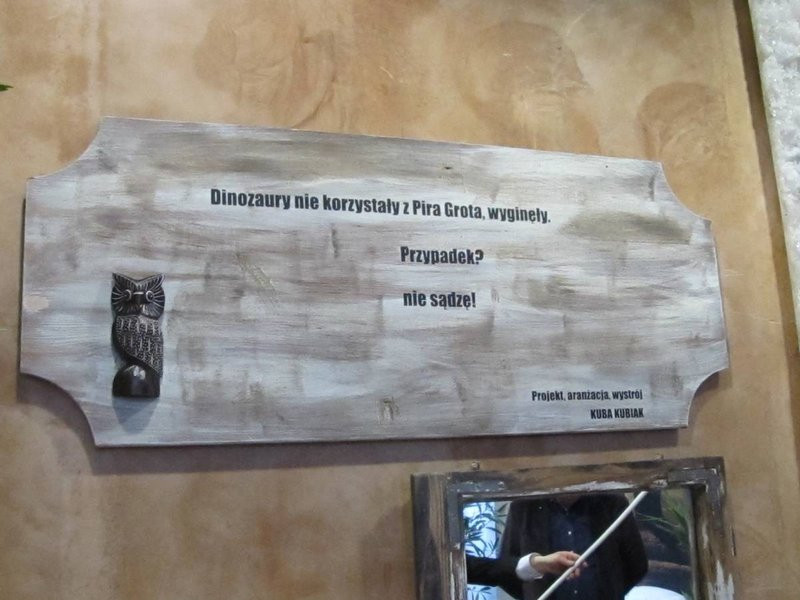 Dinozaury nie korzystały z Pira Grota, wyginęły.
Przypadek?
nie sądzę!
Projekt, aranżacja, wystrój
KUBA KUBIAK